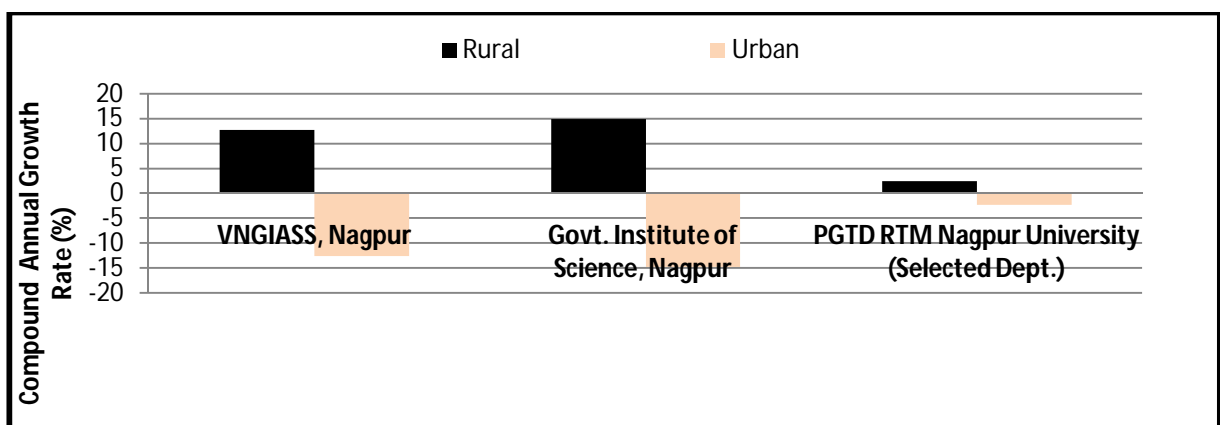 Rural
Urban
Compound Annual Growth
Rate (%)
20
15
10
5
0
-5
-10
-15
-20
VNGIASS, Nagpur
Govt. Institute of
Science, Nagpur
PGTD RTM Nagpur University
(Selected Dept.)